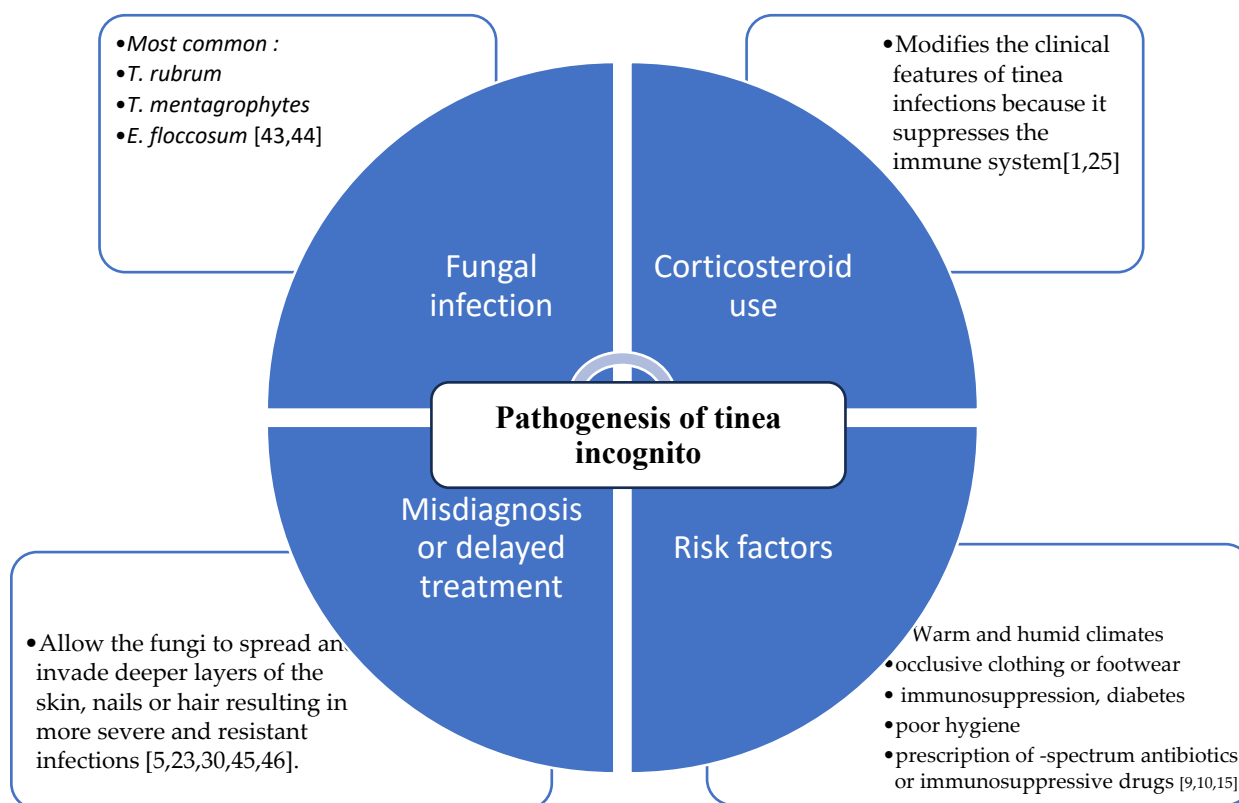 •Most common :
•T. rubrum
•T. mentagrophytes
•E. floccosum [43,44]
•Modifies the clinical
features of tinea
infections because it
suppresses the
immune system[1,25]
Fungal
infection
Corticosteroid
use
Pathogenesis of tinea
incognito
Misdiagnosis
or delayed
treatment
Risk factors
•Allow the fungi to spread and
invade deeper layers of the
skin, nails or hair resulting in
more severe and resistant
infections [5,23,30,45,46].
Warm and humid climates
•occlusive clothing or footwear
• immunosuppression, diabetes
•poor hygiene
•prescription of -spectrum antibiotics
or immunosuppressive drugs [9,10,15]